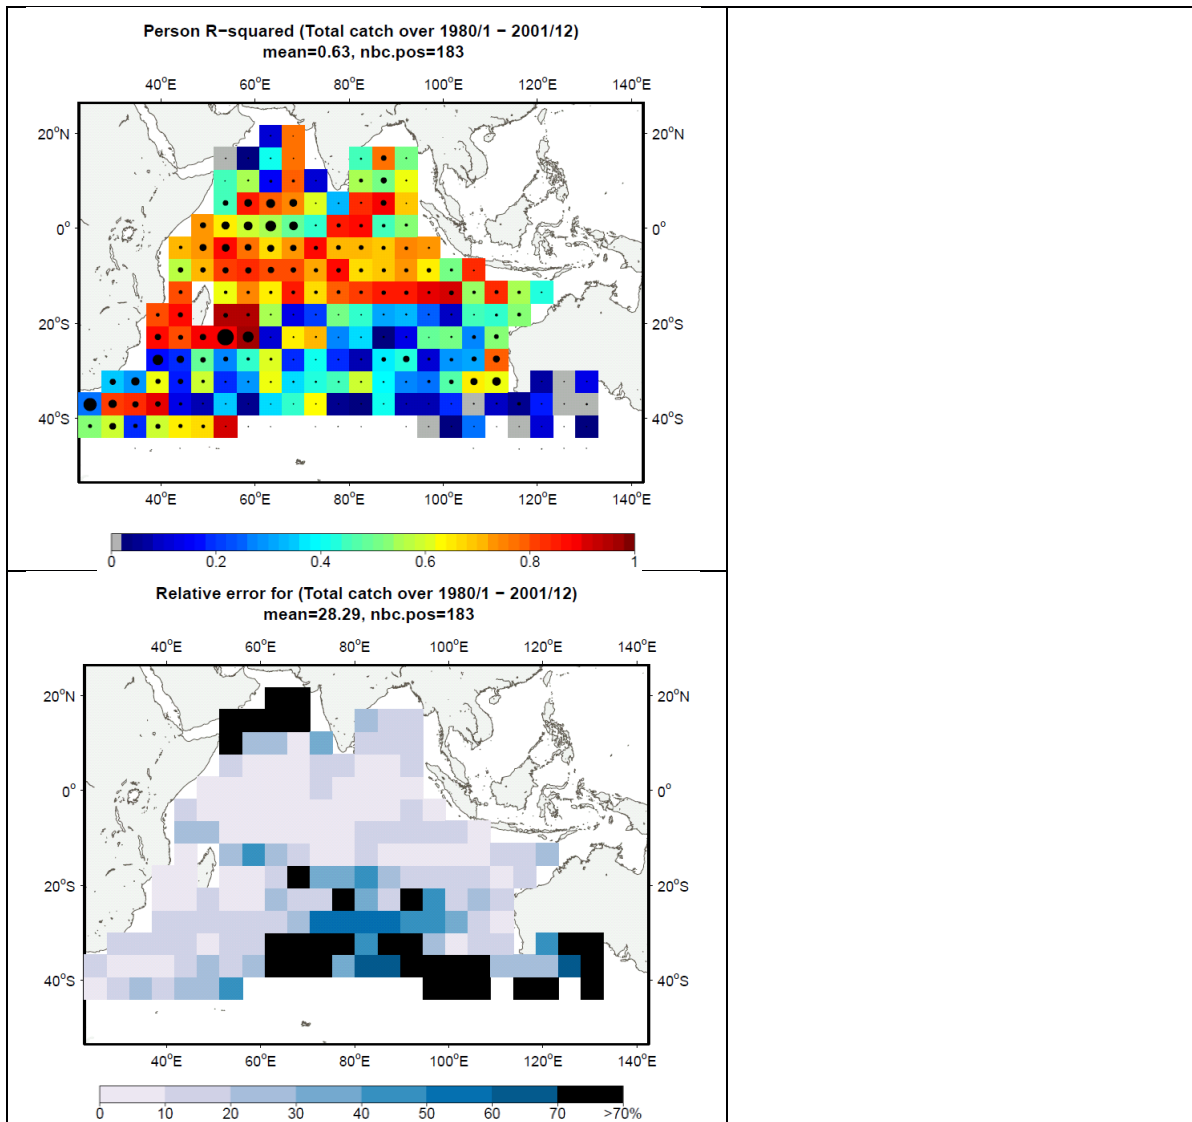 Person R−squared (Total catch over 1980/1 − 2001/12)
mean=0.63, nbc.pos=183
40°E 60°E 80°E 100°E 120°E 140°E
20°N 20°N
0° 0°
20°S 20°S
40°S 40°S
40°E 60°E 80°E 100°E 120°E 140°E
0 0.2 0.4 0.6 0.8 1
Relative error for (Total catch over 1980/1 − 2001/12)
mean=28.29, nbc.pos=183
40°E 60°E 80°E 100°E 120°E 140°E
20°N 20°N
0° 0°
20°S 20°S
40°S 40°S
40°E 60°E 80°E 100°E 120°E 140°E
0 10 20 30 40 50 60 70 >70%